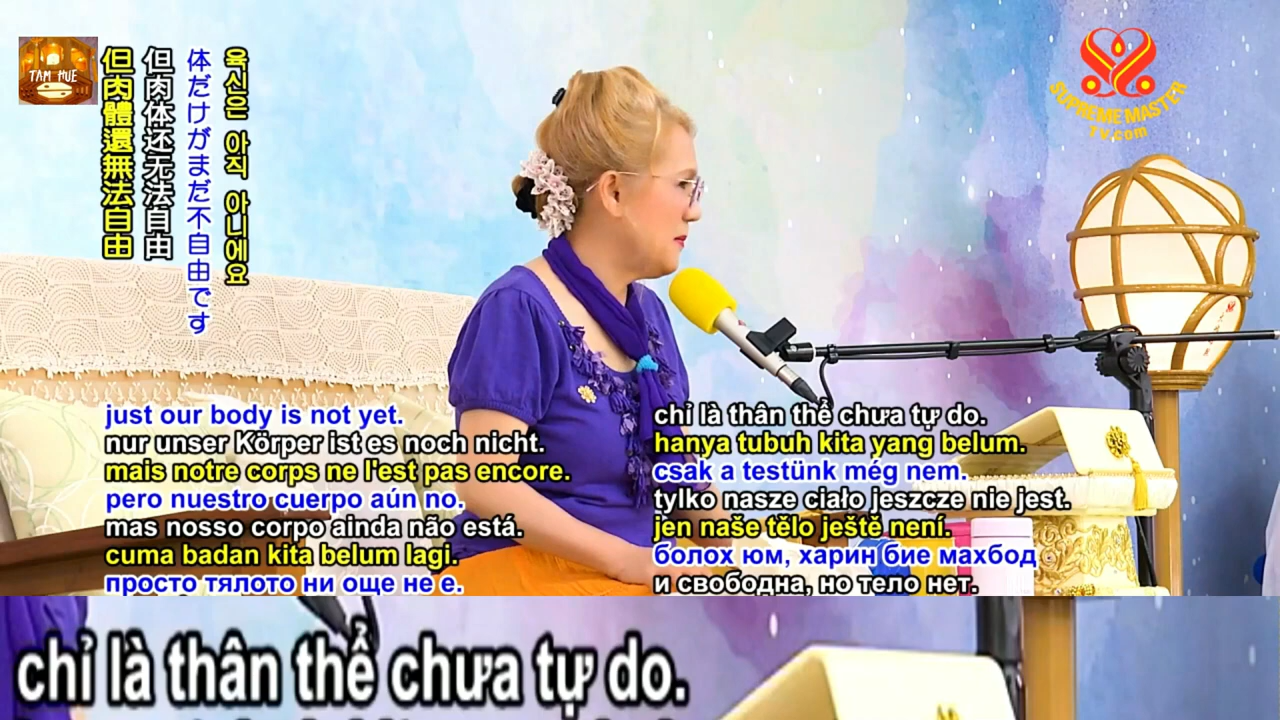 TAM HUE
但肉體還無法自由
但肉体还无法自由
体だけがまだ不自由です
육신은 아직 아니에요
SUPREME MASTER
TV.com
just our body is not yet.
nur unser Körper ist es noch nicht.
mais notre corps ne l'est pas encore.
pero nuestro cuerpo aún no.
mas nosso corpo ainda não está.
cuma badan kita belum lagi.
просто тялото ни още не е.
chỉ là thân thể chưa tự do.
hanya tubuh kita yang belum.
csak a testünk még nem.
tylko nasze ciało jeszcze nie jest.
jen naše tělo ještě není.
болох юм, харин бие махбод
и свободна, но тело нет.
chỉ là thân thể chưa tự do.